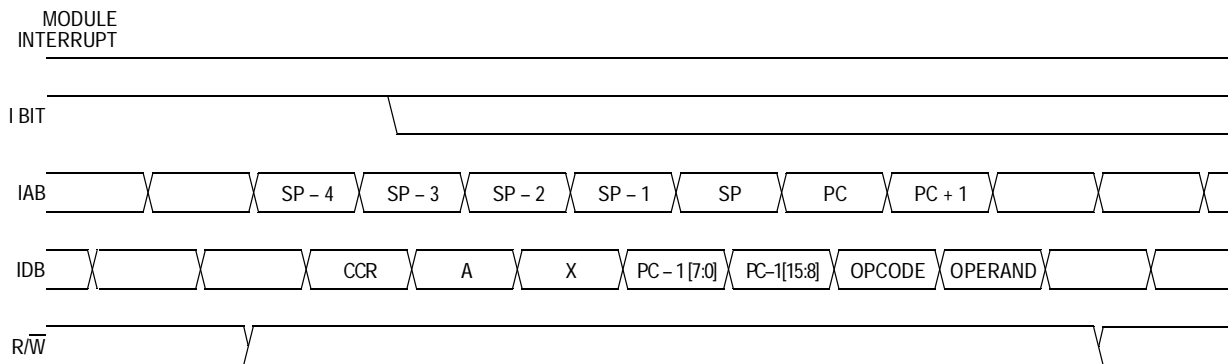 MODULE
INTERRUPT
I BIT
IAB SP – 4 SP – 3 SP – 2 SP – 1 SP PC PC + 1
IDB CCR A X PC – 1 [7:0] PC–1[15:8] OPCODE OPERAND
R/W̅